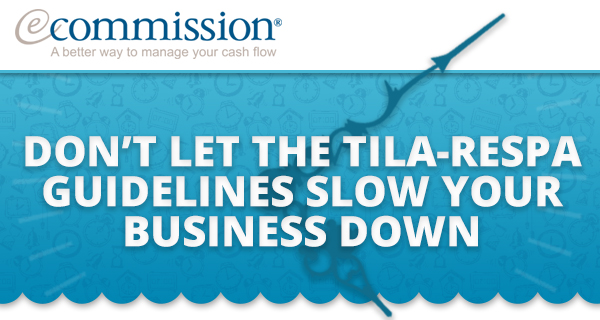 ecommission®
A better way to manage your cash flow
DON'T LET THE TILA-RESPA
GUIDELINES SLOW YOUR
BUSINESS DOWN